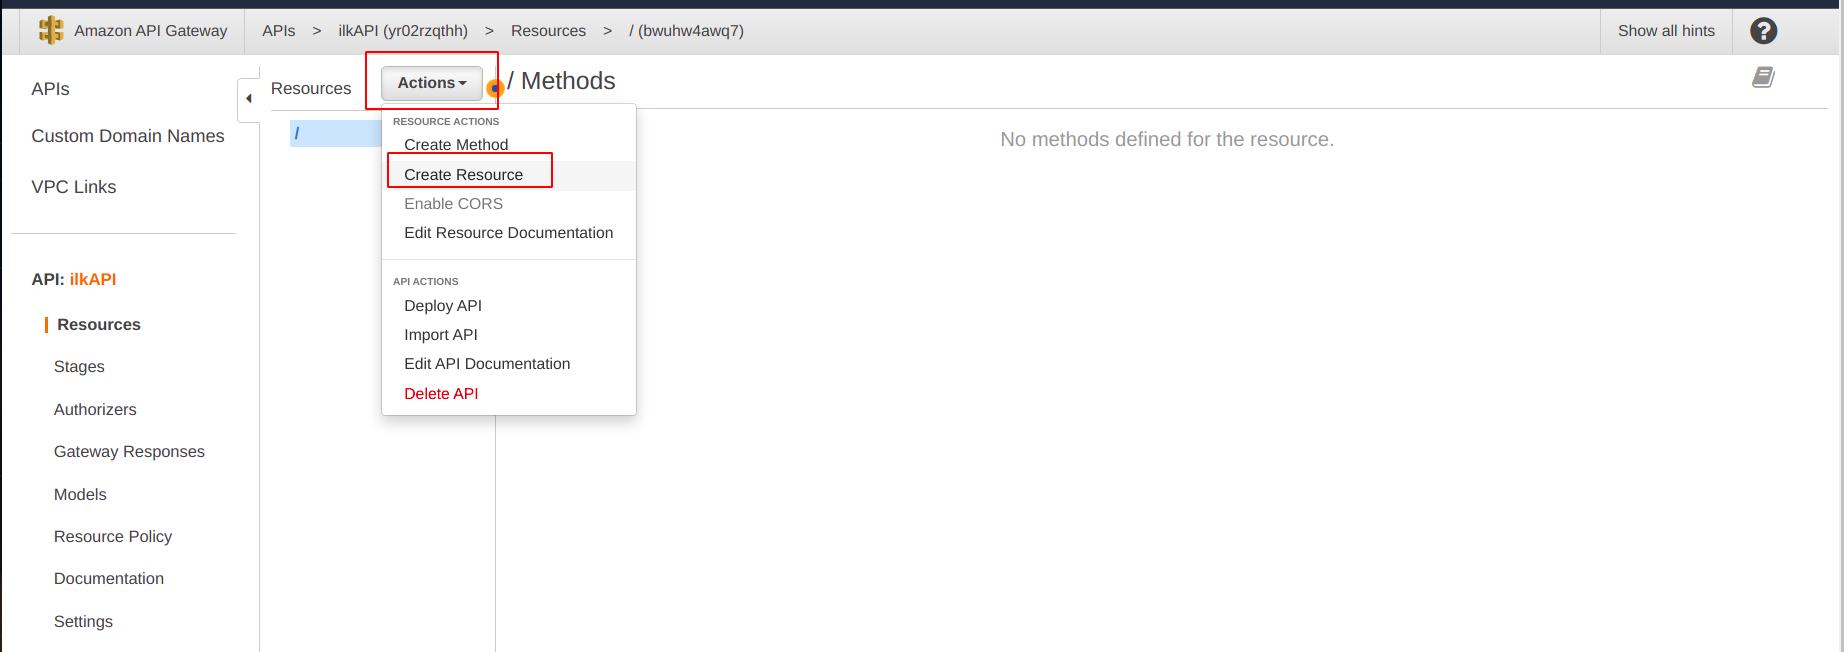 Amazon API Gateway
APIs > ilkAPI (yr02rzqthh) > Resources > / (bwuhw4awq7)
Show all hints
?
APIs
Custom Domain Names
VPC Links
API: ilkAPI
Resources
Stages
Authorizers
Gateway Responses
Models
Resource Policy
Documentation
Settings
Resources
Actions
/
RESOURCE ACTIONS
Create Method
Create Resource
Enable CORS
Edit Resource Documentation
API ACTIONS
Deploy API
Import API
Edit API Documentation
Delete API
/ Methods
No methods defined for the resource.